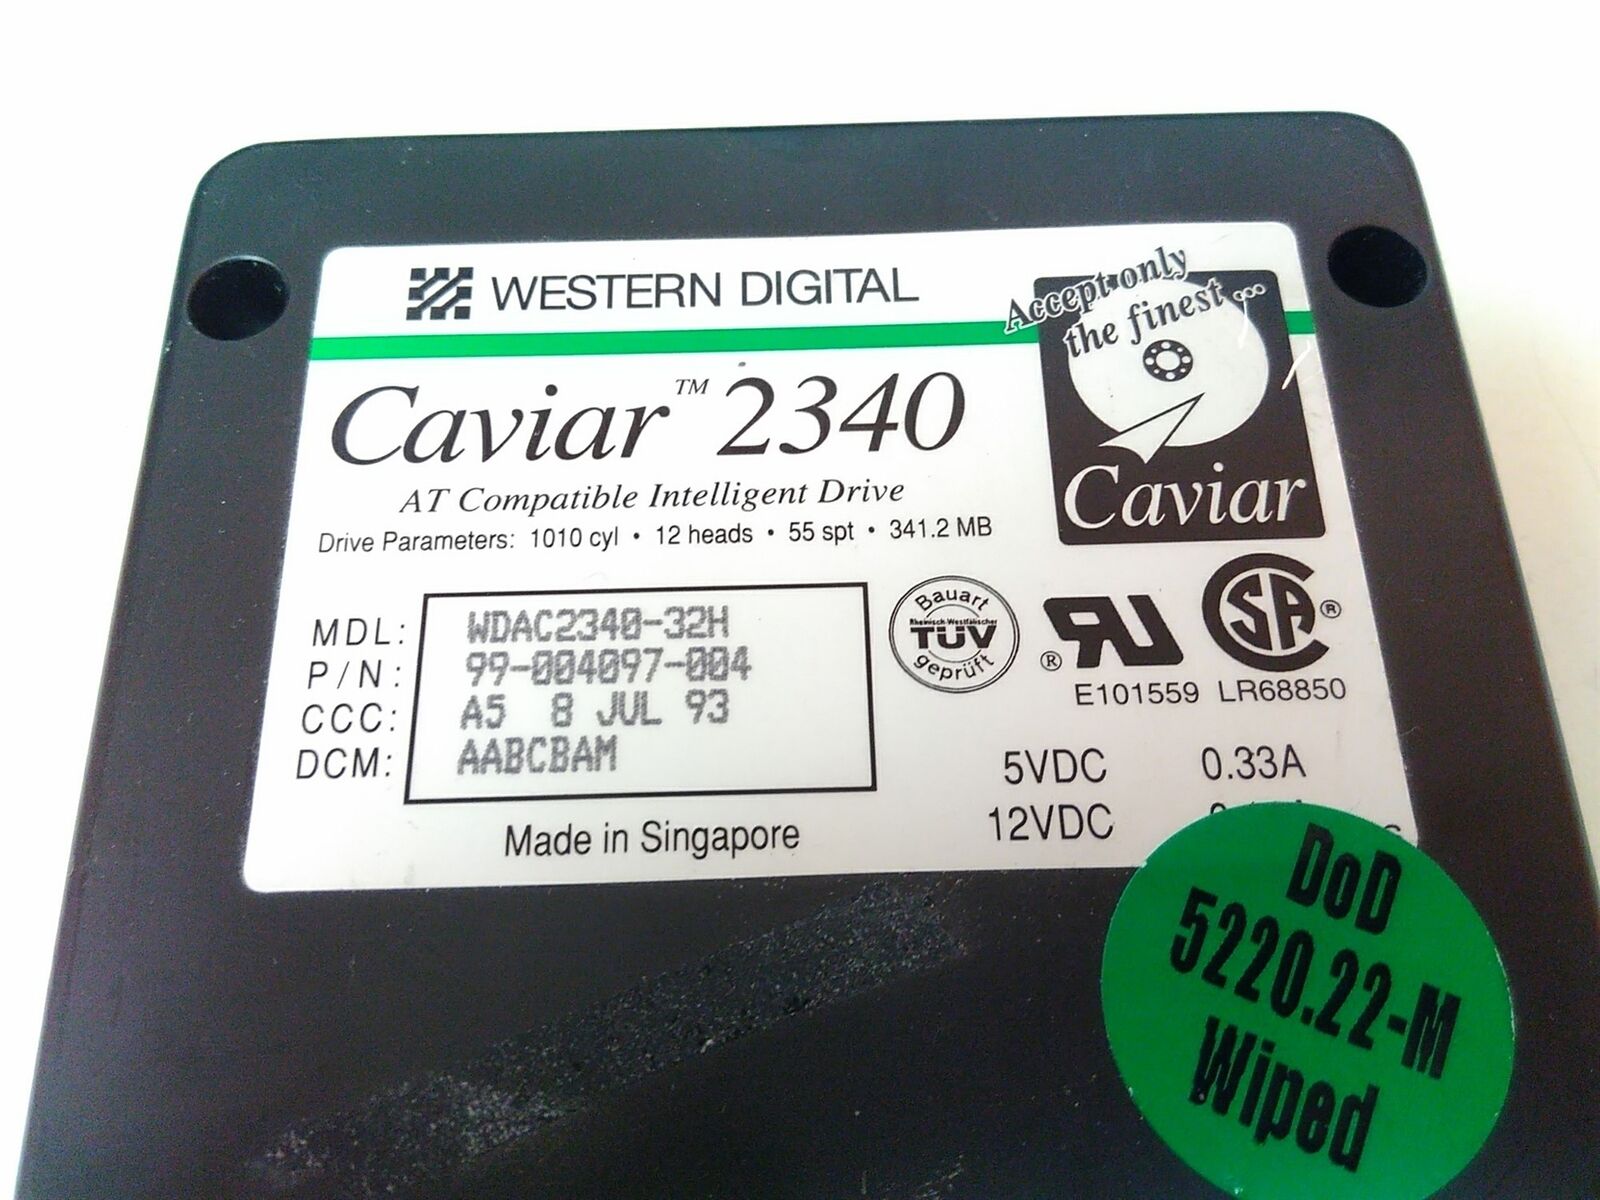 WESTERN DIGITAL
Accept only
the finest...
Caviar™ 2340
AT Compatible Intelligent Drive
Drive Parameters: 1010 cyl • 12 heads • 55 spt • 341.2 MB
Caviar
MDL: WDAC2340-32H
P/N: 99-004097-004
CCC: A5 8 JUL 93
DCM: AABCBAM
Bauart
Rheinisch-Westfälischer
TÜV
geprüft
® ®
E101559 LR68850
5VDC 0.33A
12VDC
Made in Singapore
DoD
5220.22-M
Wiped